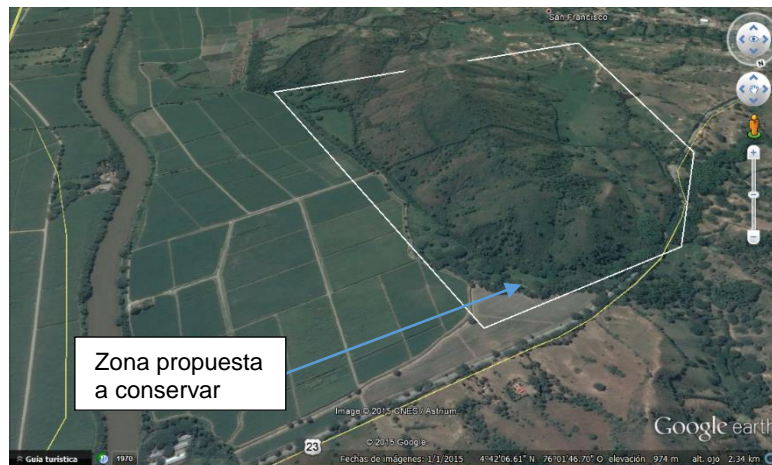 San Francisco
N
Zona propuesta
a conservar
Image © 2015 CNES / Astrium
23
© 2015 Google
Google earth
Guía turística
1970
Fechas de imágenes: 1/1/2015 4°42'06.61" N 76°01'46.70" O elevación 974 m alt. ojo 2.34 km